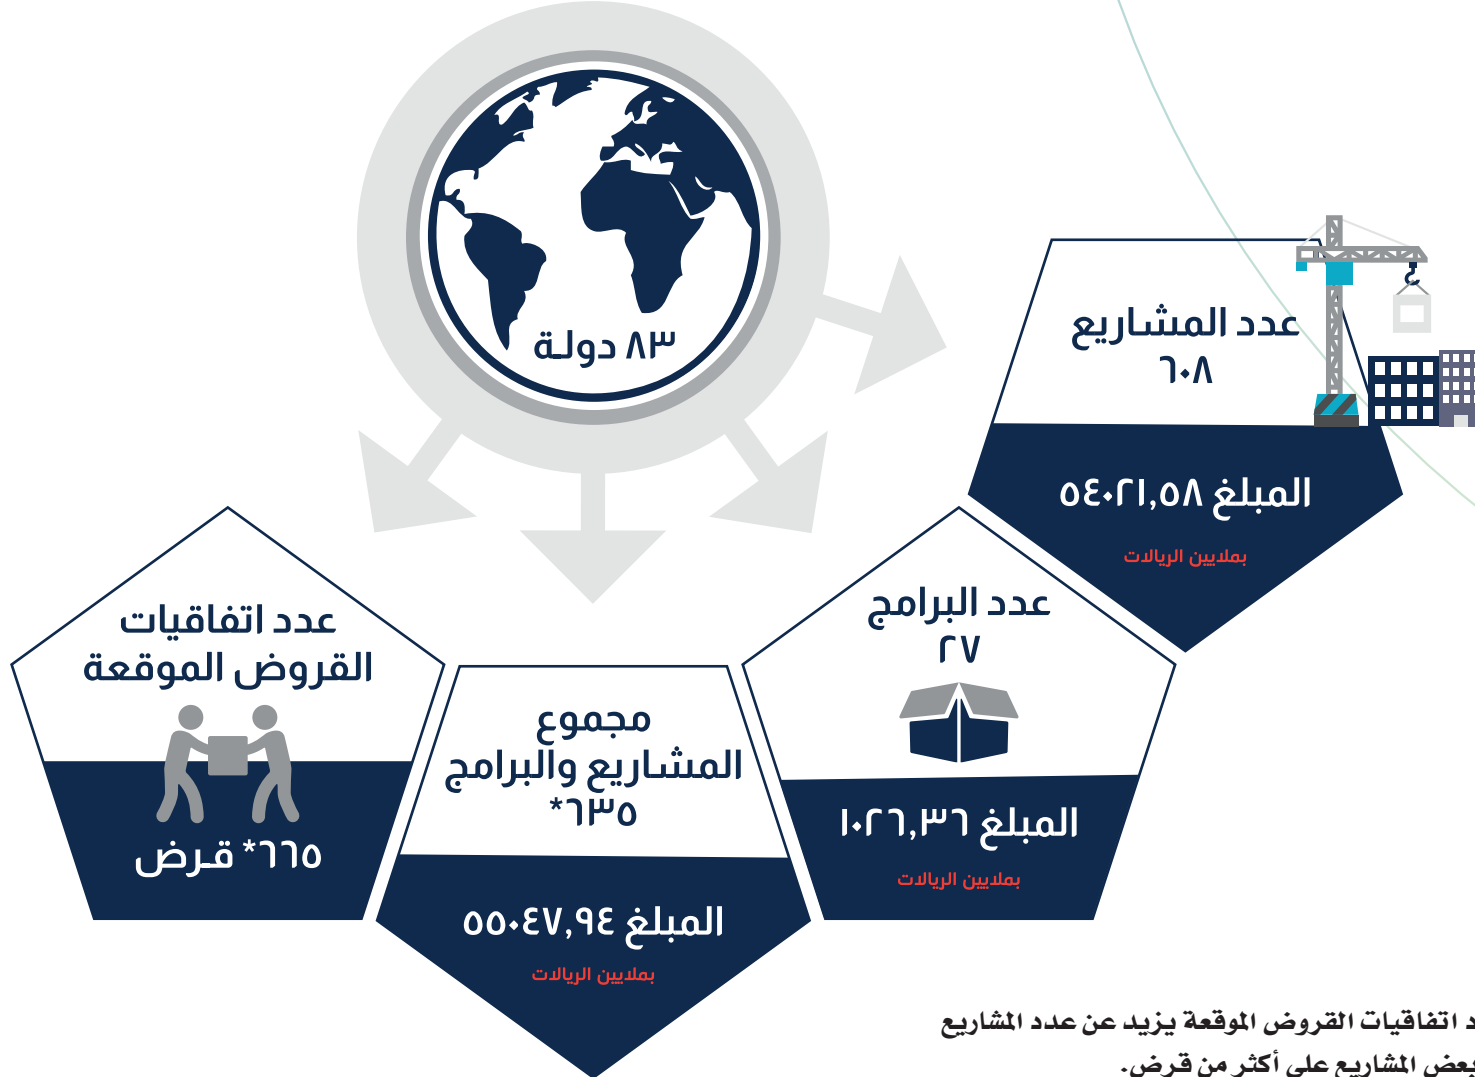 ٨٣ دولة
عدد المشاريع
٦٠٨
المبلغ ٥٤٠٢١,٥٨
بملايين الريالات
عدد البرامج
٢٧
المبلغ ١٠٢٦,٣٦
بملايين الريالات
مجموع
المشاريع والبرامج
٦٣٥*
المبلغ ٥٥٠٤٧,٩٤
بملايين الريالات
عدد اتفاقيات
القروض الموقعة
٦٦٥* قرض
اتفاقيات القروض الموقعة يزيد عن عدد المشاريع
بعض المشاريع على أكثر من قرض.